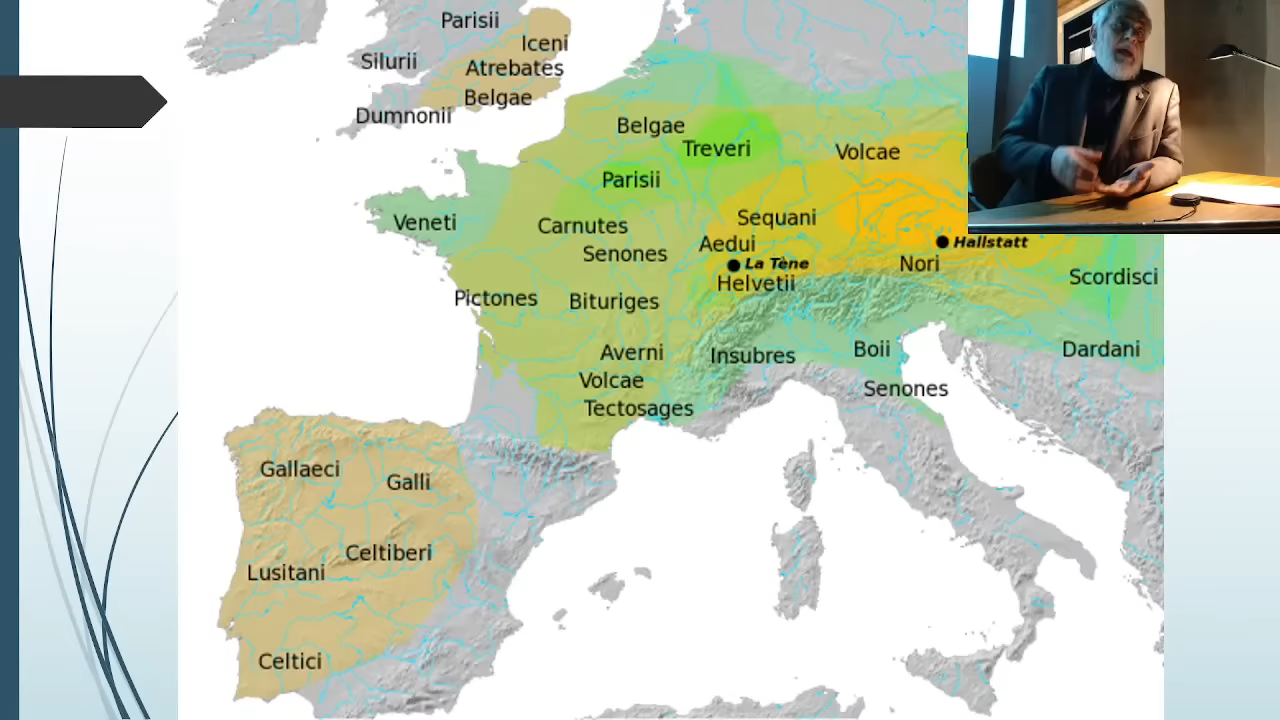 Parisii
Iceni
Silurii
Atrebates
Belgae
Dumnonii
Belgae
Treveri
Volcae
Parisii
Veneti
Carnutes
Sequani
Senones
Aedui
Hallstatt
La Tène
Nori
Helvetii
Scordisci
Pictones
Bituriges
Averni
Insubres
Boii
Dardani
Volcae
Tectosages
Senones
Gallaeci
Galli
Celtiberi
Lusitani
Celtici